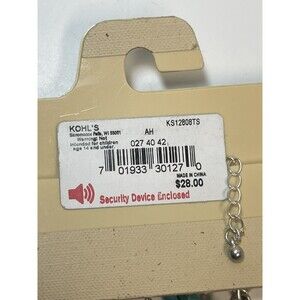 KOHL'S
KS12808TS
Menomonee Falls, WI 53051
Warning: Not
Intended for children
age 14 and under.
AH
027 40 42
7 01933 30127 0
MADE IN CHINA
$28.00
Security Device Enclosed